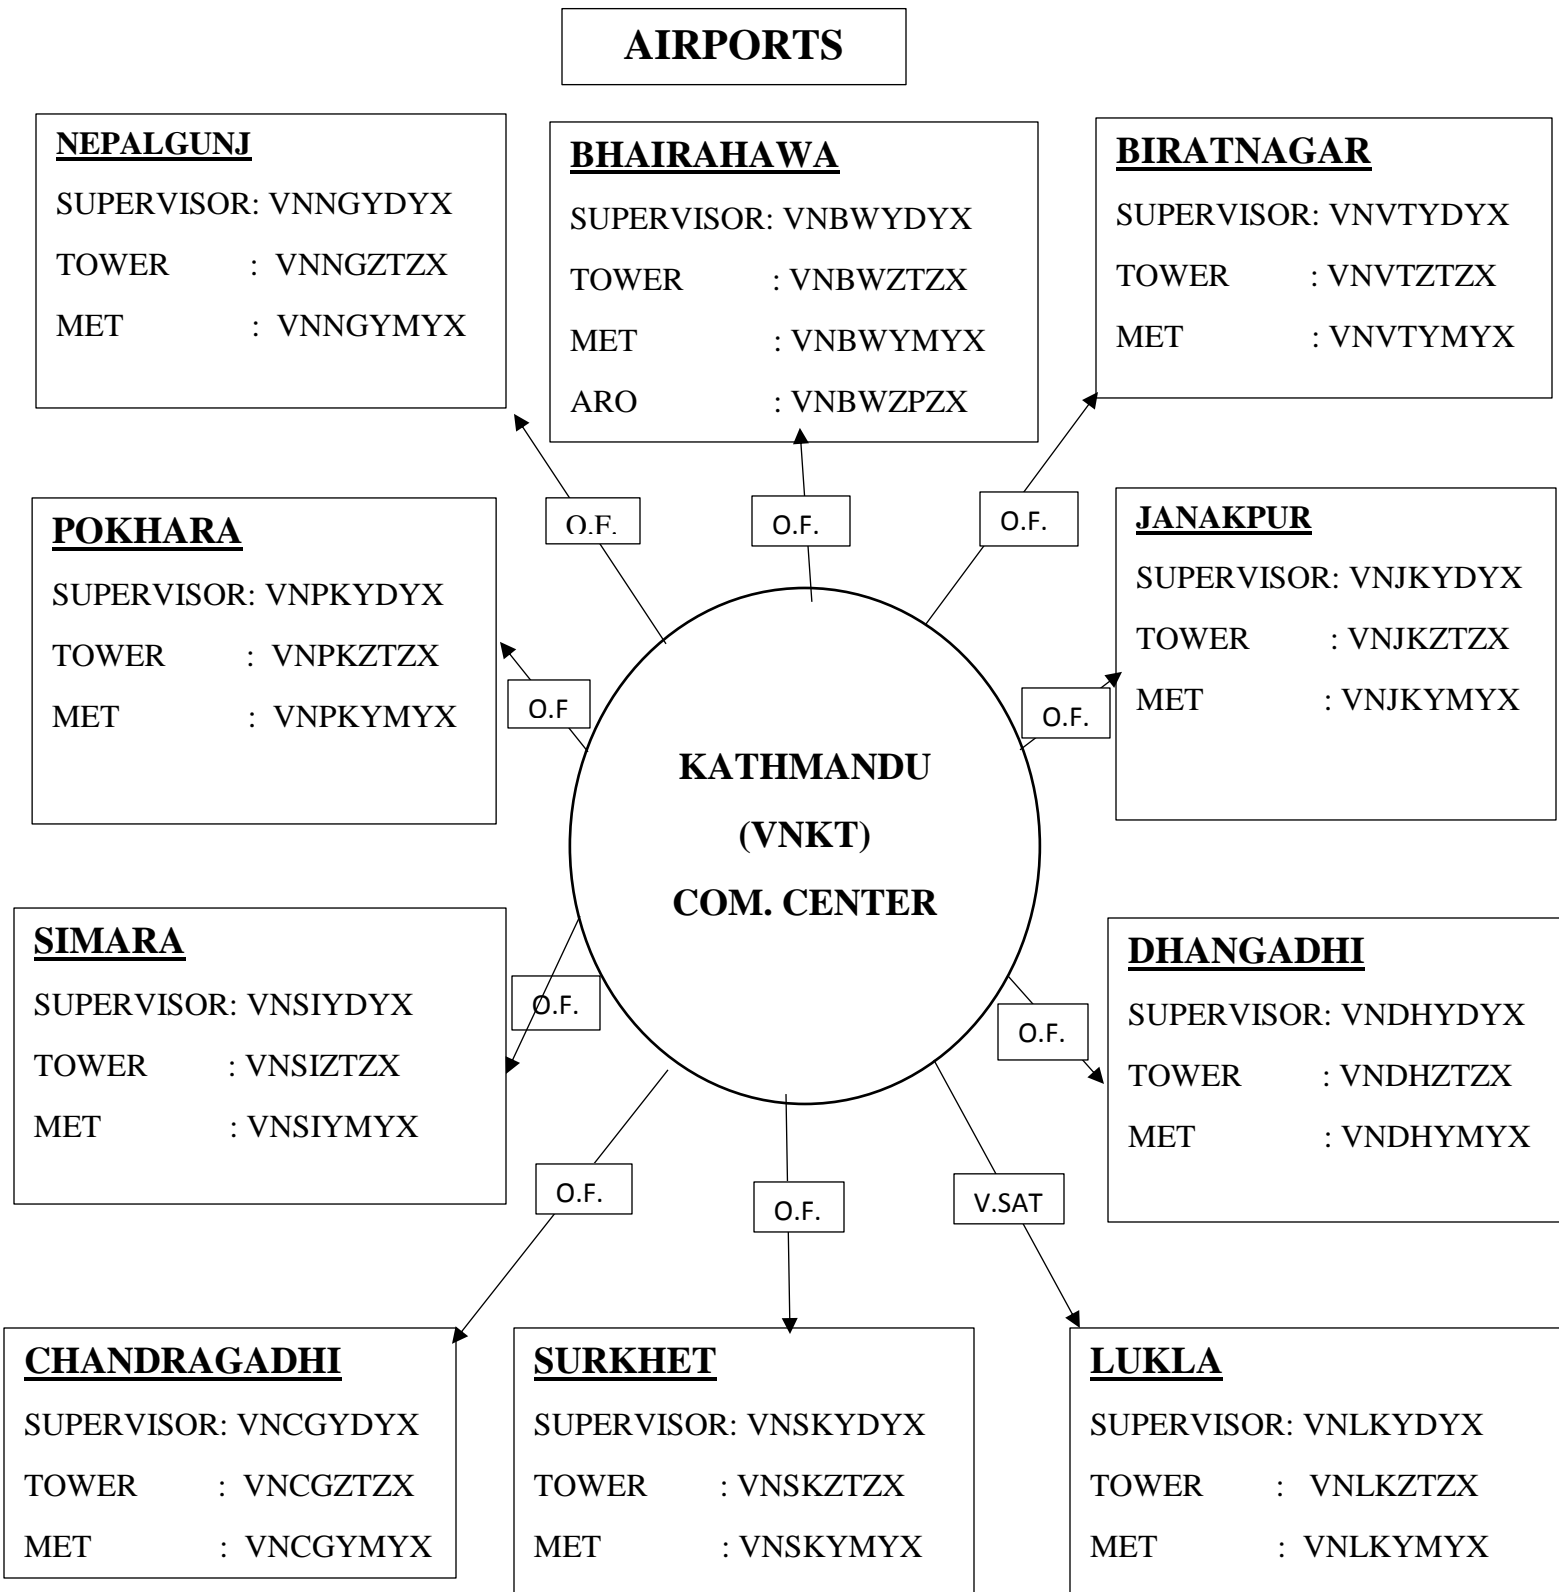 AIRPORTS
NEPALGUNJ
SUPERVISOR: VNNGYDYX
TOWER : VNNGZTZX
MET : VNNGYMYX
BHAIRAHAWA
SUPERVISOR: VNBWYDYX
TOWER : VNBWZTZX
MET : VNBWYMYX
ARO : VNBWZPZX
BIRATNAGAR
SUPERVISOR: VNVTYDYX
TOWER : VNVTZTZX
MET : VNVTYMYX
O.F.
O.F.
O.F.
POKHARA
SUPERVISOR: VNPKYDYX
TOWER : VNPKZTZX
MET : VNPKYMYX
O.F
JANAKPUR
SUPERVISOR: VNJKYDYX
TOWER : VNJKZTZX
MET : VNJKYMYX
O.F.
KATHMANDU
(VNKT)
COM. CENTER
SIMARA
SUPERVISOR: VNSIYDYX
TOWER : VNSIZTZX
MET : VNSIYMYX
O.F.
DHANGADHI
SUPERVISOR: VNDHYDYX
TOWER : VNDHZTZX
MET : VNDHYMYX
O.F.
O.F.
O.F.
V.SAT
CHANDRAGADHI
SUPERVISOR: VNCGYDYX
TOWER : VNCGZTZX
MET : VNCGYMYX
SURKHET
SUPERVISOR: VNSKYDYX
TOWER : VNSKZTZX
MET : VNSKYMYX
LUKLA
SUPERVISOR: VNLKYDYX
TOWER : VNLKZTZX
MET : VNLKYMYX